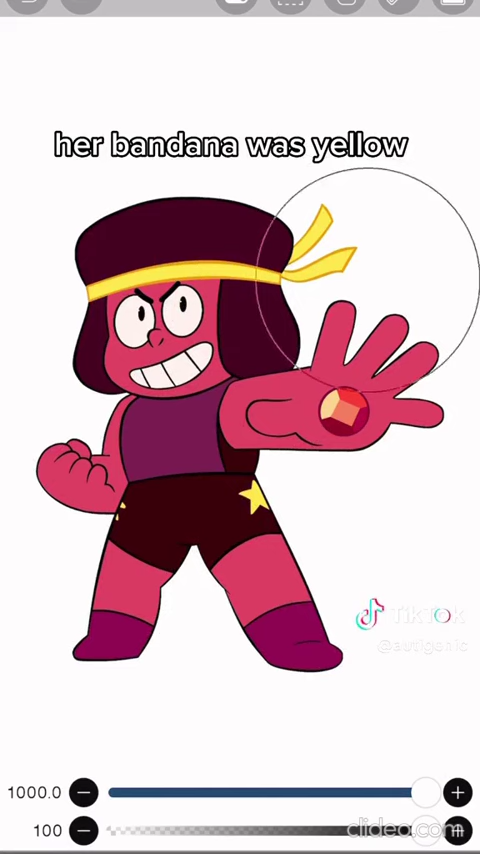 her bandana was yellow
TikTok
@autigenic
1000.0
100
clideo.com